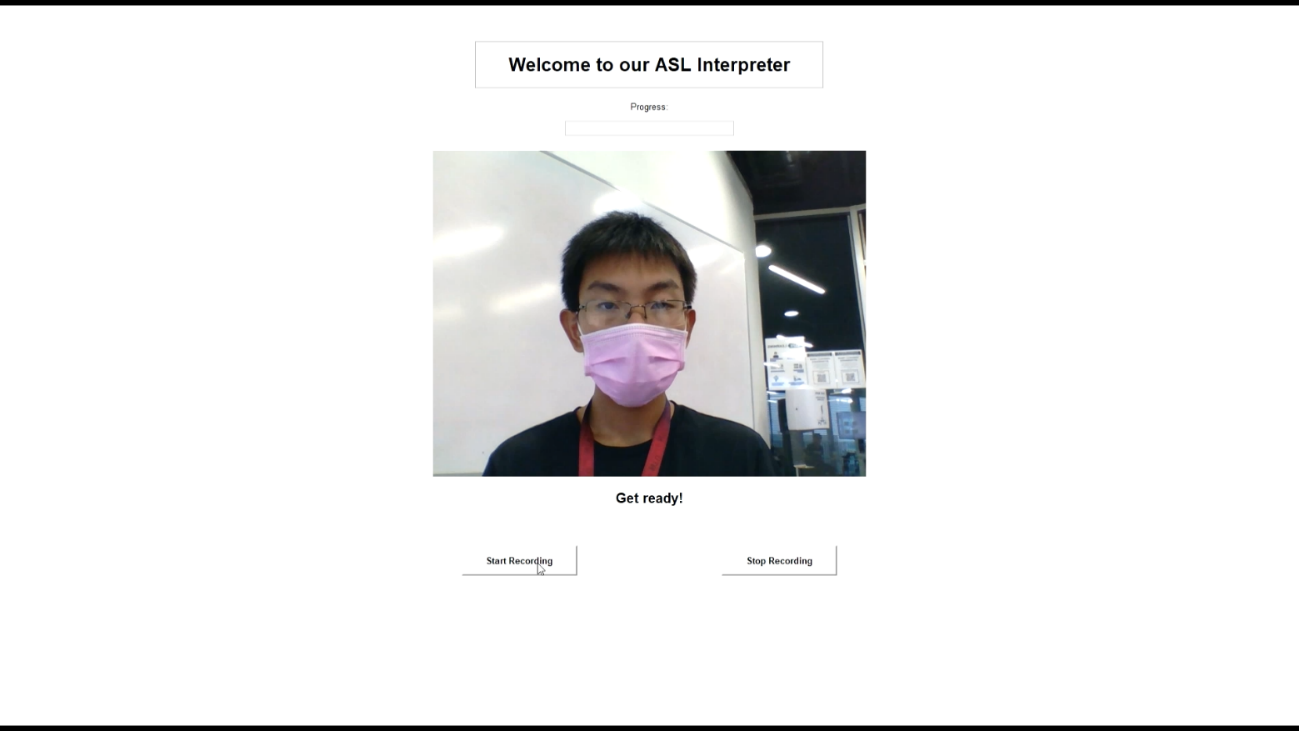 Welcome to our ASL Interpreter
Progress:
Get ready!
Start Recording
Stop Recording